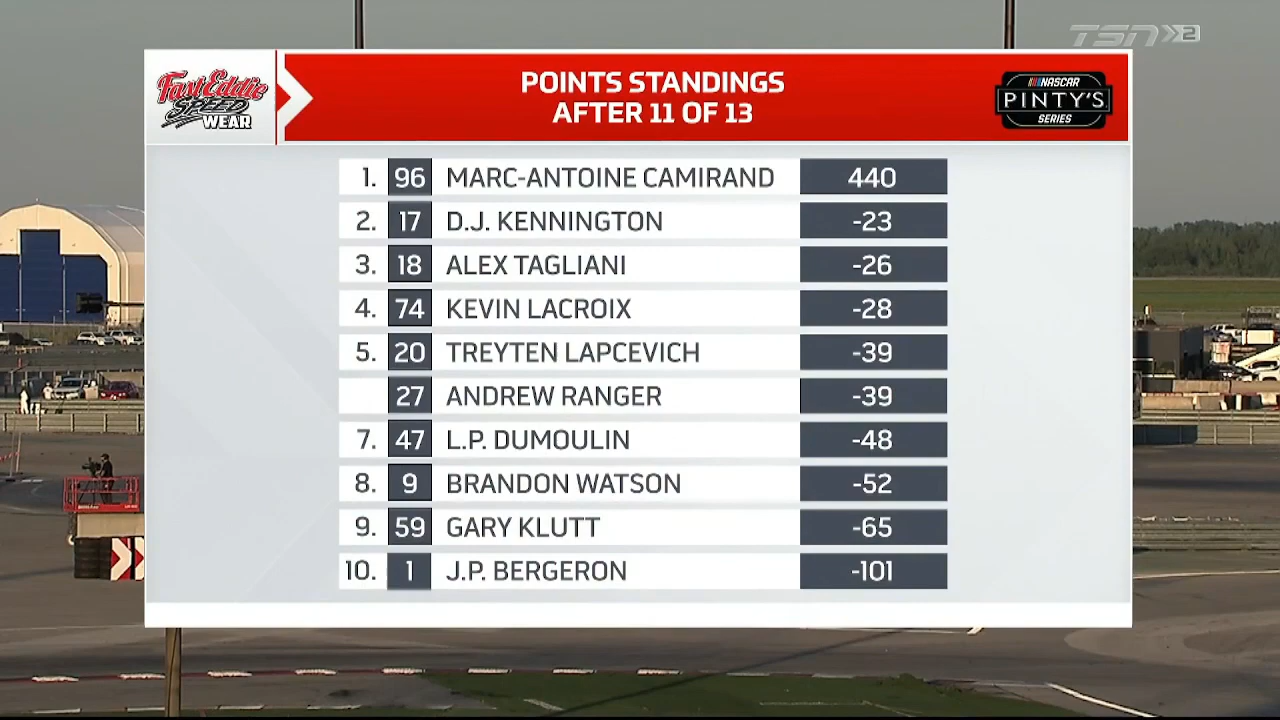 TSN 2
Fast Eddie
SPEED
WEAR
POINTS STANDINGS
AFTER 11 OF 13
NASCAR
PINTY'S
SERIES
1. 96 MARC-ANTOINE CAMIRAND 440
2. 17 D.J. KENNINGTON -23
3. 18 ALEX TAGLIANI -26
4. 74 KEVIN LACROIX -28
5. 20 TREYTEN LAPCEVICH -39
27 ANDREW RANGER -39
7. 47 L.P. DUMOULIN -48
8. 9 BRANDON WATSON -52
9. 59 GARY KLUTT -65
10. 1 J.P. BERGERON -101